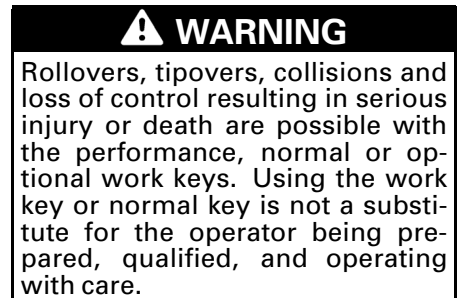 WARNING
Rollovers, tipovers, collisions and
loss of control resulting in serious
injury or death are possible with
the performance, normal or op-
tional work keys. Using the work
key or normal key is not a substi-
tute for the operator being pre-
pared, qualified, and operating
with care.